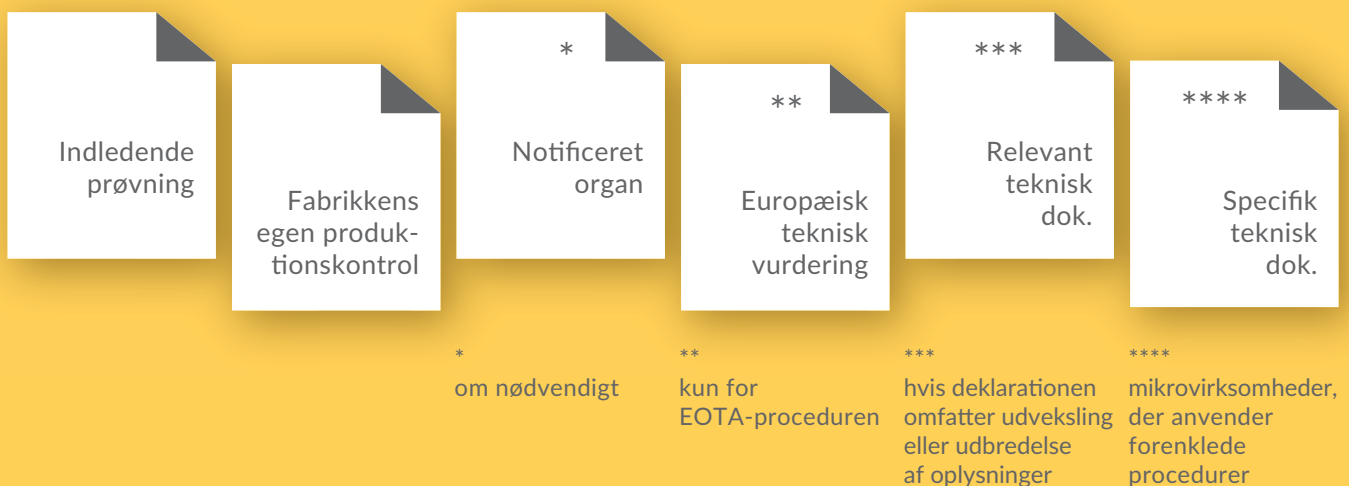 Indledende
prøvning
Fabrikkens
egen produk-
tionskontrol
*
Notificeret
organ
**
Europæisk
teknisk
vurdering
***
Relevant
teknisk
dok.
****
Specifik
teknisk
dok.
*
om nødvendigt
**
kun for
EOTA-proceduren
***
hvis deklarationen
omfatter udveksling
eller udbredelse
af oplysninger
****
mikrovirksomheder,
der anvender
forenklede
procedurer